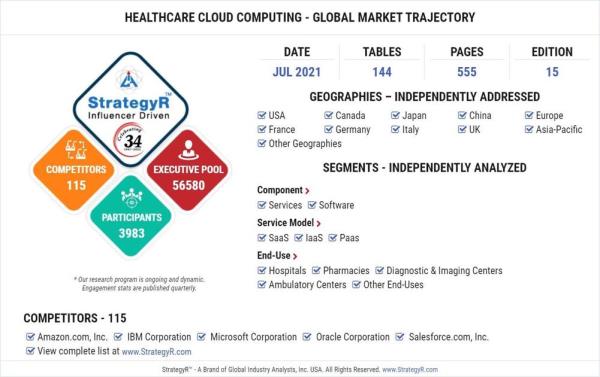 HEALTHCARE CLOUD COMPUTING - GLOBAL MARKET TRAJECTORY
StrategyR™
Influencer Driven
Celebrating
34
COMPETITORS
115
EXECUTIVE POOL
56580
PARTICIPANTS
3983
* Our research program is ongoing and dynamic.
Engagement stats are published quarterly.
DATE TABLES PAGES EDITION
JUL 2021 144 555 15
GEOGRAPHIES – INDEPENDENTLY ADDRESSED
USA Canada Japan China Europe
France Germany Italy UK Asia-Pacific
Other Geographies
SEGMENTS - INDEPENDENTLY ANALYZED
Component
Services Software
Service Model
SaaS IaaS Paas
End-Use
Hospitals Pharmacies Diagnostic & Imaging Centers
Ambulatory Centers Other End-Uses
COMPETITORS - 115
Amazon.com, Inc. IBM Corporation Microsoft Corporation Oracle Corporation Salesforce.com, Inc.
View complete list at www.StrategyR.com
StrategyR™ - A Brand of Global Industry Analysts, Inc. USA. All Rights Reserved. www.StrategyR.com